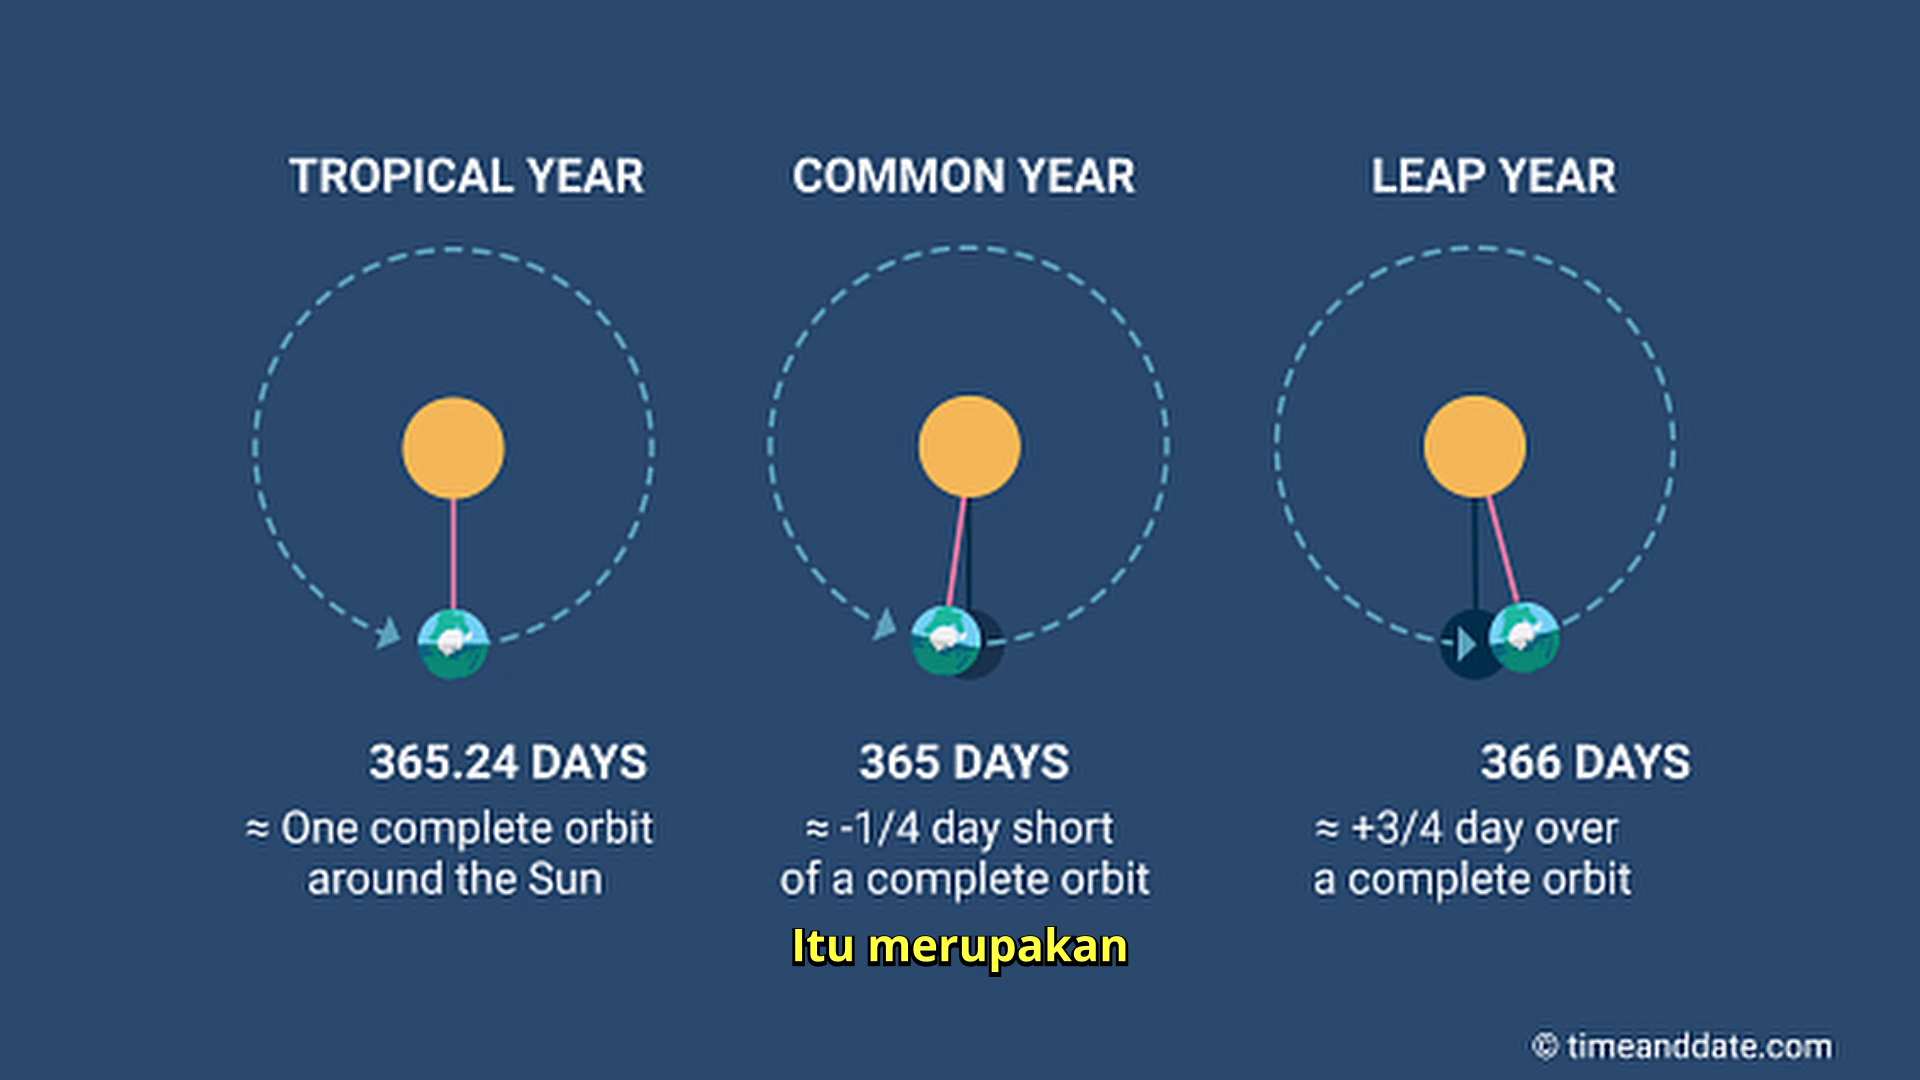 TROPICAL YEAR
COMMON YEAR
LEAP YEAR
365.24 DAYS
≈ One complete orbit
around the Sun
365 DAYS
≈ -1/4 day short
of a complete orbit
366 DAYS
≈ +3/4 day over
a complete orbit
Itu merupakan
© timeanddate.com